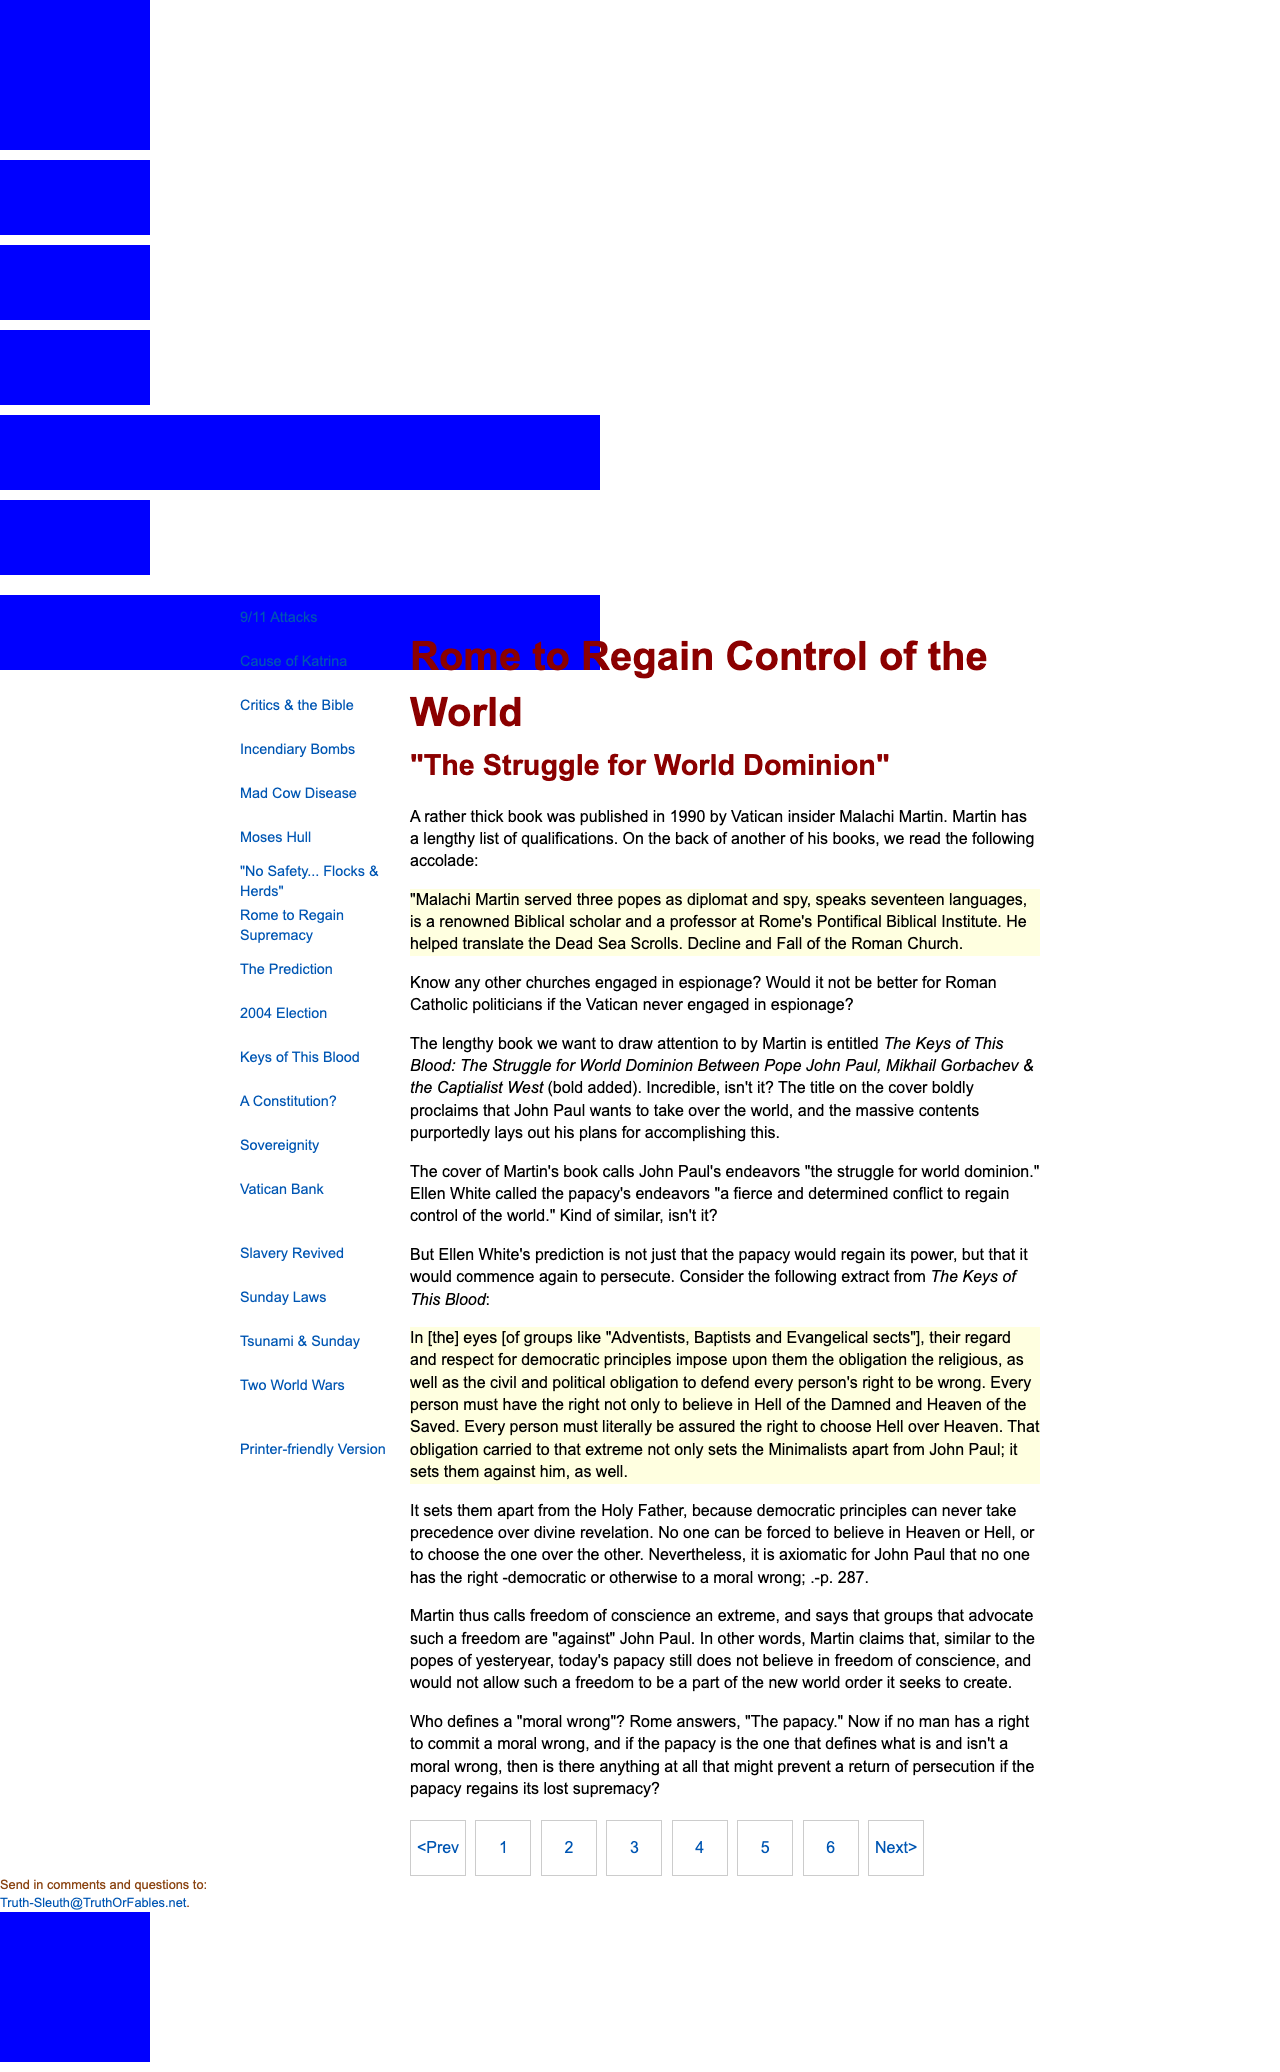 9/11 Attacks
Cause of Katrina
Critics & the Bible
Incendiary Bombs
Mad Cow Disease
Moses Hull
"No Safety... Flocks &
Herds"
Rome to Regain
Supremacy
The Prediction
2004 Election
Keys of This Blood
A Constitution?
Sovereignity
Vatican Bank
Slavery Revived
Sunday Laws
Tsunami & Sunday
Two World Wars
Printer-friendly Version
Rome to Regain Control of the
World
"The Struggle for World Dominion"
A rather thick book was published in 1990 by Vatican insider Malachi Martin. Martin has
a lengthy list of qualifications. On the back of another of his books, we read the following
accolade:
"Malachi Martin served three popes as diplomat and spy, speaks seventeen languages,
is a renowned Biblical scholar and a professor at Rome's Pontifical Biblical Institute. He
helped translate the Dead Sea Scrolls. Decline and Fall of the Roman Church.
Know any other churches engaged in espionage? Would it not be better for Roman
Catholic politicians if the Vatican never engaged in espionage?
The lengthy book we want to draw attention to by Martin is entitled The Keys of This
Blood: The Struggle for World Dominion Between Pope John Paul, Mikhail Gorbachev &
the Captialist West (bold added). Incredible, isn't it? The title on the cover boldly
proclaims that John Paul wants to take over the world, and the massive contents
purportedly lays out his plans for accomplishing this.
The cover of Martin's book calls John Paul's endeavors "the struggle for world dominion."
Ellen White called the papacy's endeavors "a fierce and determined conflict to regain
control of the world." Kind of similar, isn't it?
But Ellen White's prediction is not just that the papacy would regain its power, but that it
would commence again to persecute. Consider the following extract from The Keys of
This Blood:
In [the] eyes [of groups like "Adventists, Baptists and Evangelical sects"], their regard
and respect for democratic principles impose upon them the obligation the religious, as
well as the civil and political obligation to defend every person's right to be wrong. Every
person must have the right not only to believe in Hell of the Damned and Heaven of the
Saved. Every person must literally be assured the right to choose Hell over Heaven. That
obligation carried to that extreme not only sets the Minimalists apart from John Paul; it
sets them against him, as well.
It sets them apart from the Holy Father, because democratic principles can never take
precedence over divine revelation. No one can be forced to believe in Heaven or Hell, or
to choose the one over the other. Nevertheless, it is axiomatic for John Paul that no one
has the right -democratic or otherwise to a moral wrong; .-p. 287.
Martin thus calls freedom of conscience an extreme, and says that groups that advocate
such a freedom are "against" John Paul. In other words, Martin claims that, similar to the
popes of yesteryear, today's papacy still does not believe in freedom of conscience, and
would not allow such a freedom to be a part of the new world order it seeks to create.
Who defines a "moral wrong"? Rome answers, "The papacy." Now if no man has a right
to commit a moral wrong, and if the papacy is the one that defines what is and isn't a
moral wrong, then is there anything at all that might prevent a return of persecution if the
papacy regains its lost supremacy?
<Prev 1 2 3 4 5 6 Next>
Send in comments and questions to:
Truth-Sleuth@TruthOrFables.net.